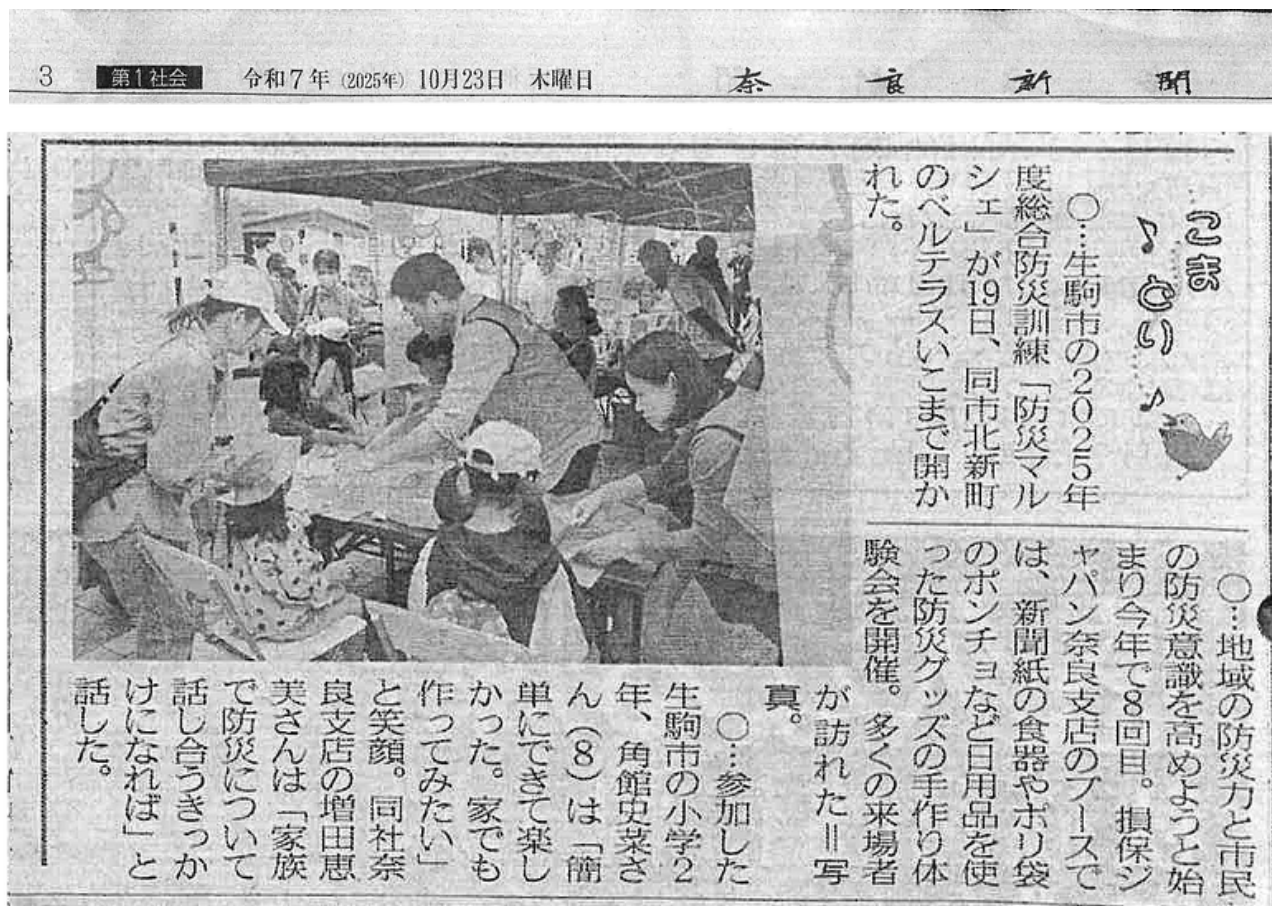 3 第1社会 令和7年(2025年)10月23日 木曜日 奈良新聞
こま
♪とり♪
○…生駒市の2025年
度総合防災訓練「防災マル
シェ」が19日、同市北新町
のベルテラスいこまで開か
れた。
○…地域の防災力と市民
の防災意識を高めようと始
まり今年で8回目。損保ジ
ャパン奈良支店のブースで
は、新聞紙の食器やポリ袋
のポンチョなど日用品を使
った防災グッズの手作り体
験会を開催。多くの来場者
が訪れた＝写
真。
○…参加した
生駒市の小学2
年、角館史菜さ
ん(8)は「簡
単にできて楽し
かった。家でも
作ってみたい」
と笑顔。同社奈
良支店の増田恵
美さんは「家族
で防災について
話し合うきっか
けになれば」と
話した。